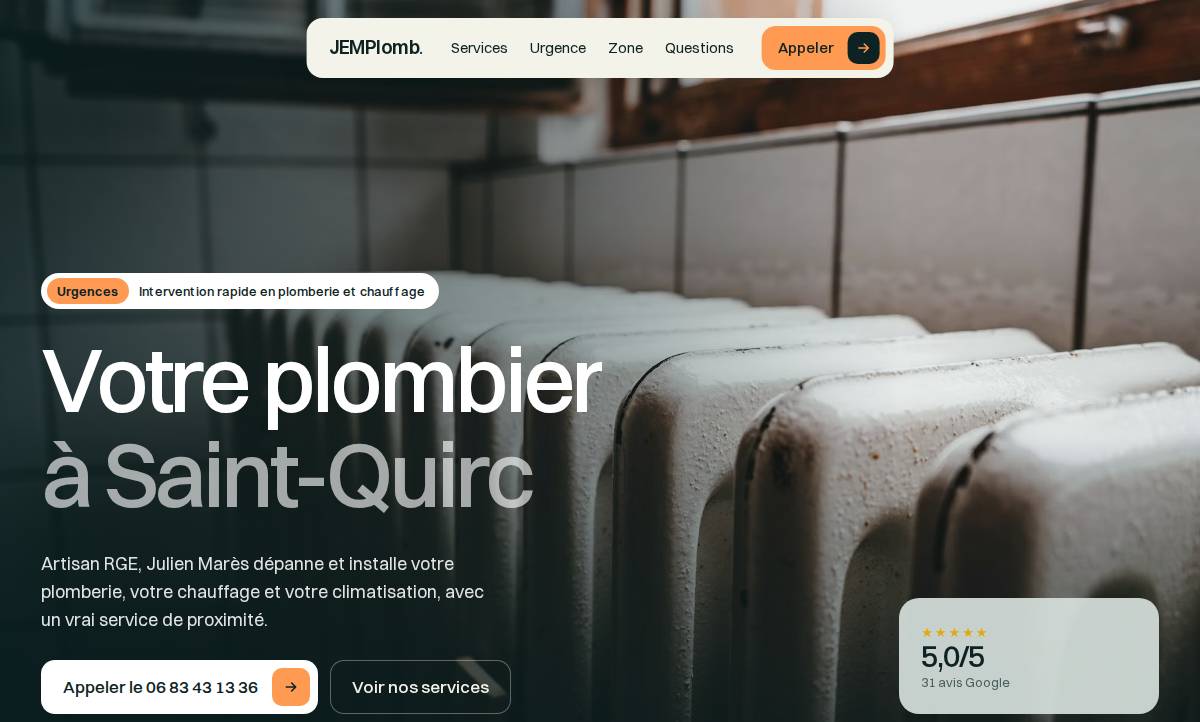 JEMPlomb.
Services
Urgence
Zone
Questions
Appeler
Urgences
Intervention rapide en plomberie et chauffage
Votre plombier
à Saint-Quirc
Artisan RGE, Julien Marès dépanne et installe votre
plomberie, votre chauffage et votre climatisation, avec
un vrai service de proximité.
Appeler le 06 83 43 13 36
Voir nos services
5,0/5
31 avis Google